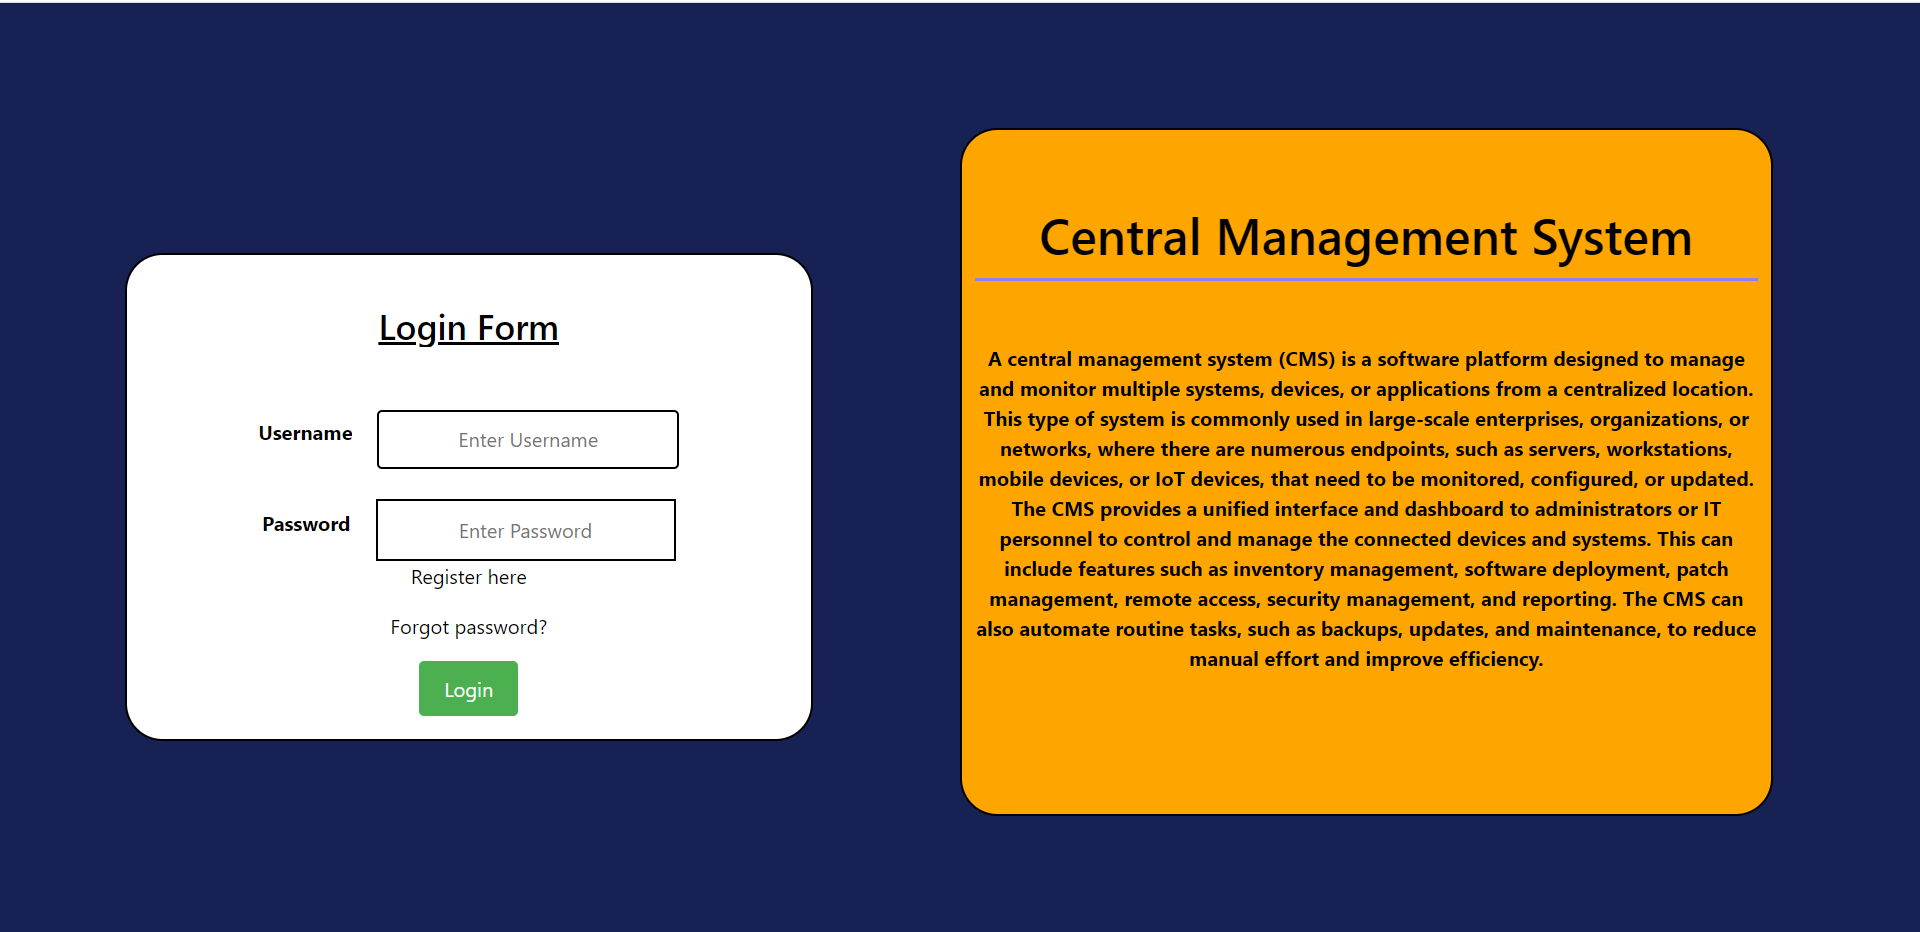 Login Form
Username
Enter Username
Password
Enter Password
Register here
Forgot password?
Login
Central Management System
A central management system (CMS) is a software platform designed to manage
and monitor multiple systems, devices, or applications from a centralized location.
This type of system is commonly used in large-scale enterprises, organizations, or
networks, where there are numerous endpoints, such as servers, workstations,
mobile devices, or IoT devices, that need to be monitored, configured, or updated.
The CMS provides a unified interface and dashboard to administrators or IT
personnel to control and manage the connected devices and systems. This can
include features such as inventory management, software deployment, patch
management, remote access, security management, and reporting. The CMS can
also automate routine tasks, such as backups, updates, and maintenance, to reduce
manual effort and improve efficiency.